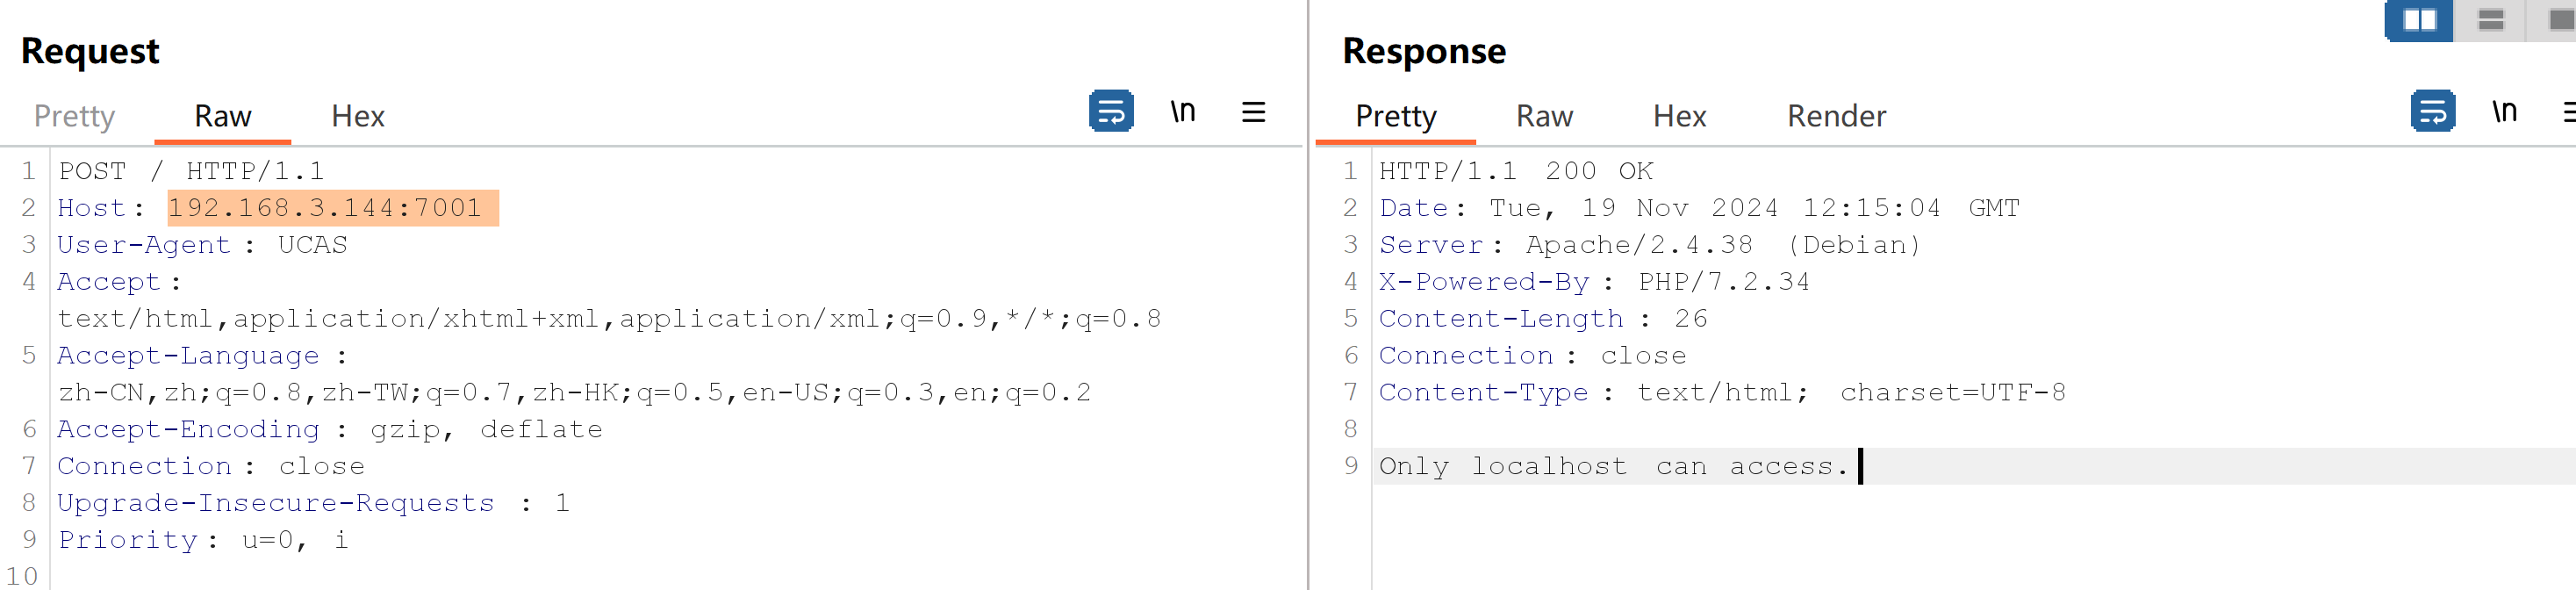 Request
Pretty Raw Hex \n
1 POST / HTTP/1.1
2 Host: 192.168.3.144:7001
3 User-Agent: UCAS
4 Accept:
text/html,application/xhtml+xml,application/xml;q=0.9,*/*;q=0.8
5 Accept-Language:
zh-CN,zh;q=0.8,zh-TW;q=0.7,zh-HK;q=0.5,en-US;q=0.3,en;q=0.2
6 Accept-Encoding: gzip, deflate
7 Connection: close
8 Upgrade-Insecure-Requests: 1
9 Priority: u=0, i
10
Response
Pretty Raw Hex Render \n
1 HTTP/1.1 200 OK
2 Date: Tue, 19 Nov 2024 12:15:04 GMT
3 Server: Apache/2.4.38 (Debian)
4 X-Powered-By: PHP/7.2.34
5 Content-Length: 26
6 Connection: close
7 Content-Type: text/html; charset=UTF-8
8
9 Only localhost can access.